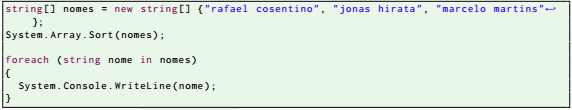 string[] nomes = new string[] {"rafael cosentino", "jonas hirata", "marcelo martins"↩
};
System.Array.Sort(nomes);
foreach (string nome in nomes)
{
System.Console.WriteLine(nome);
}